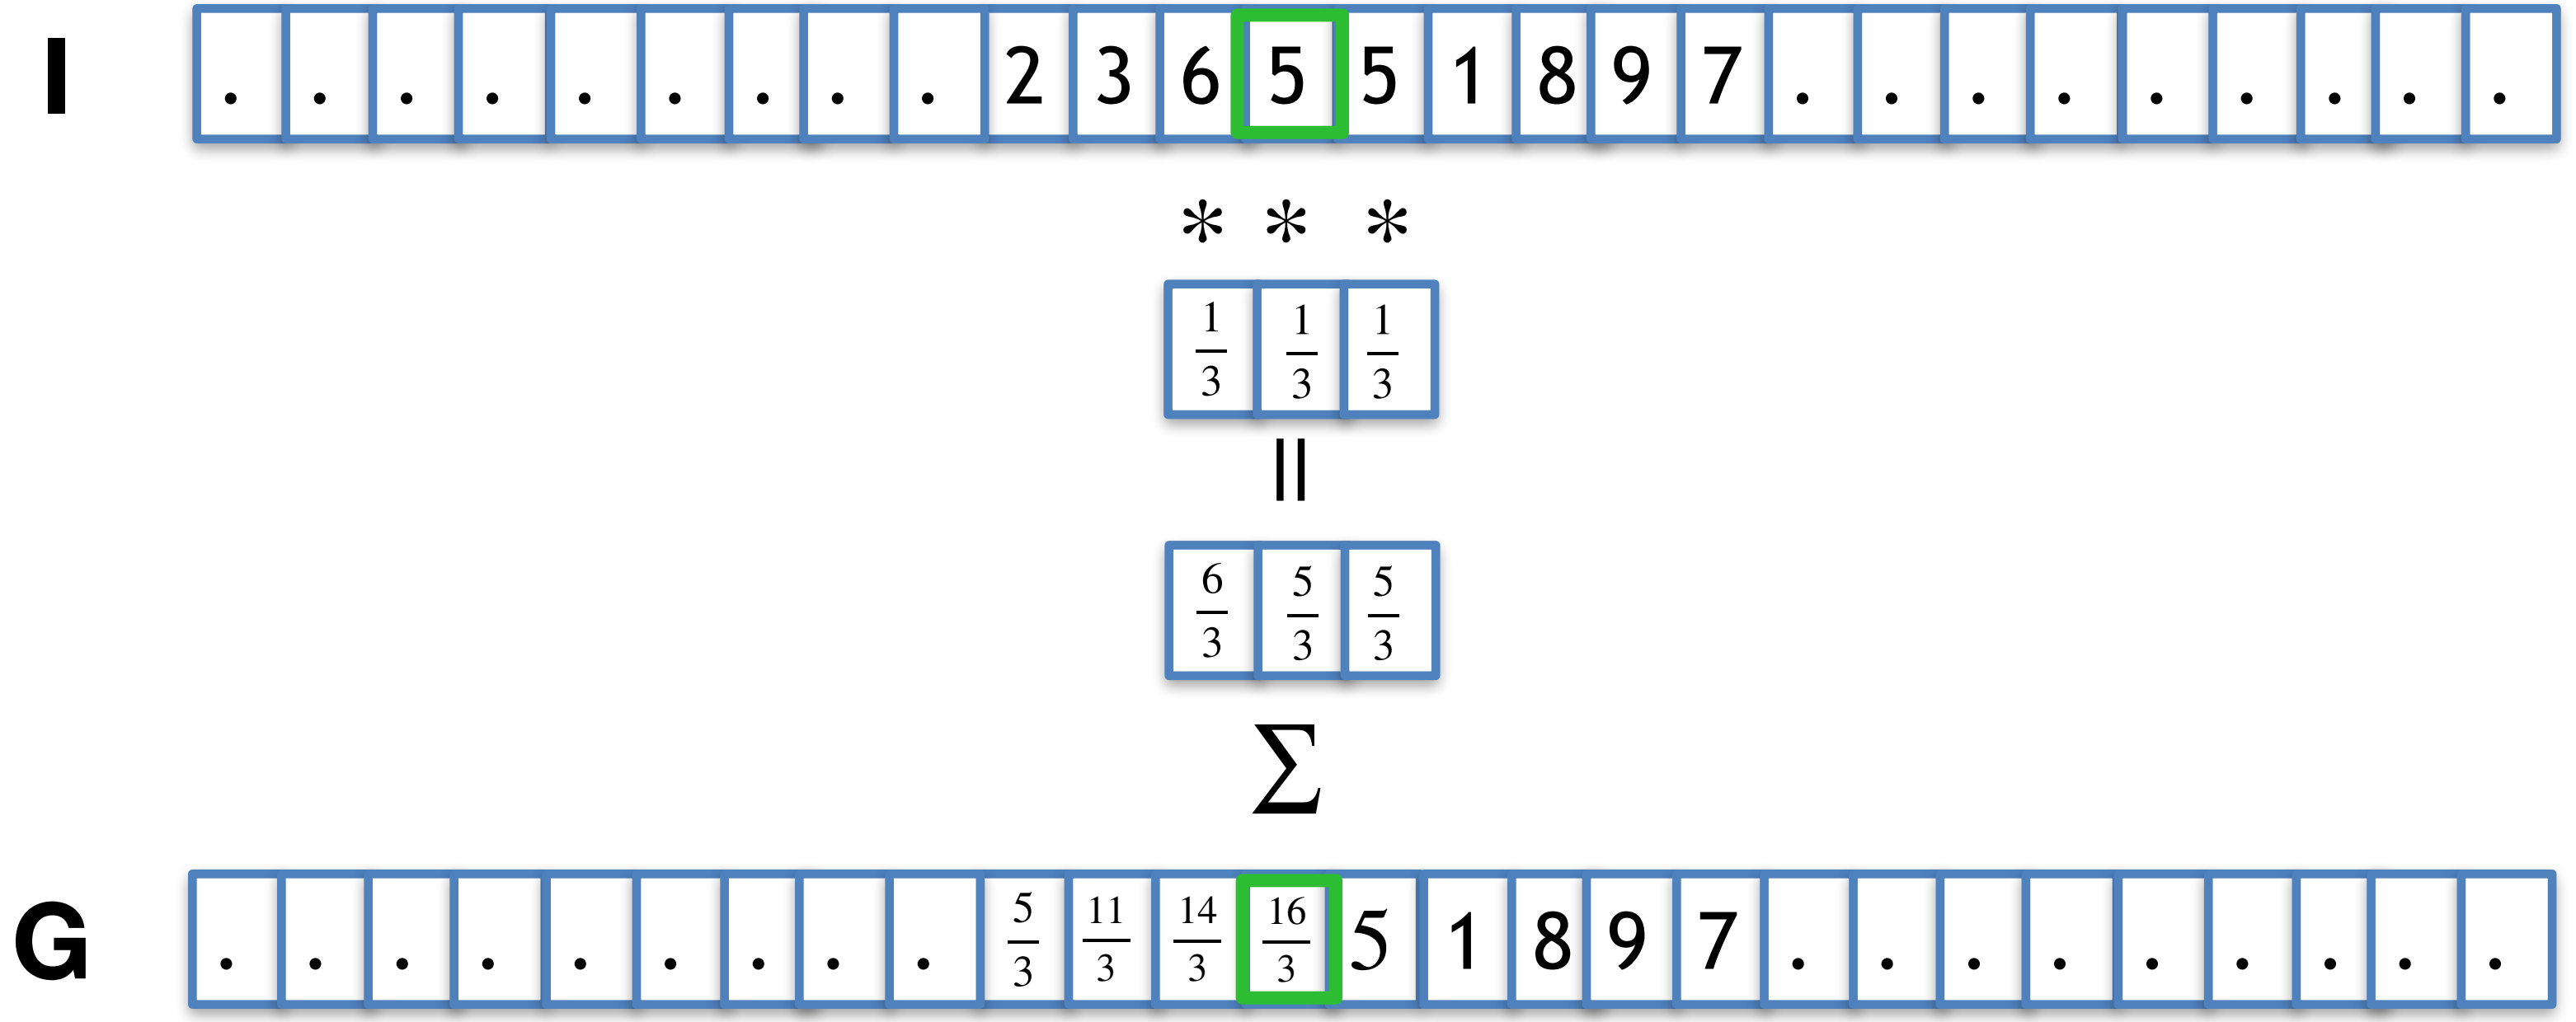 I . . . . . . . . . 2 3 6 5 5 1 8 9 7 . . . . . . . . .
* * *
1/3 1/3 1/3
=
6/3 5/3 5/3
Σ
G . . . . . . . . . 5/3 11/3 14/3 16/3 5 1 8 9 7 . . . . . . . . .